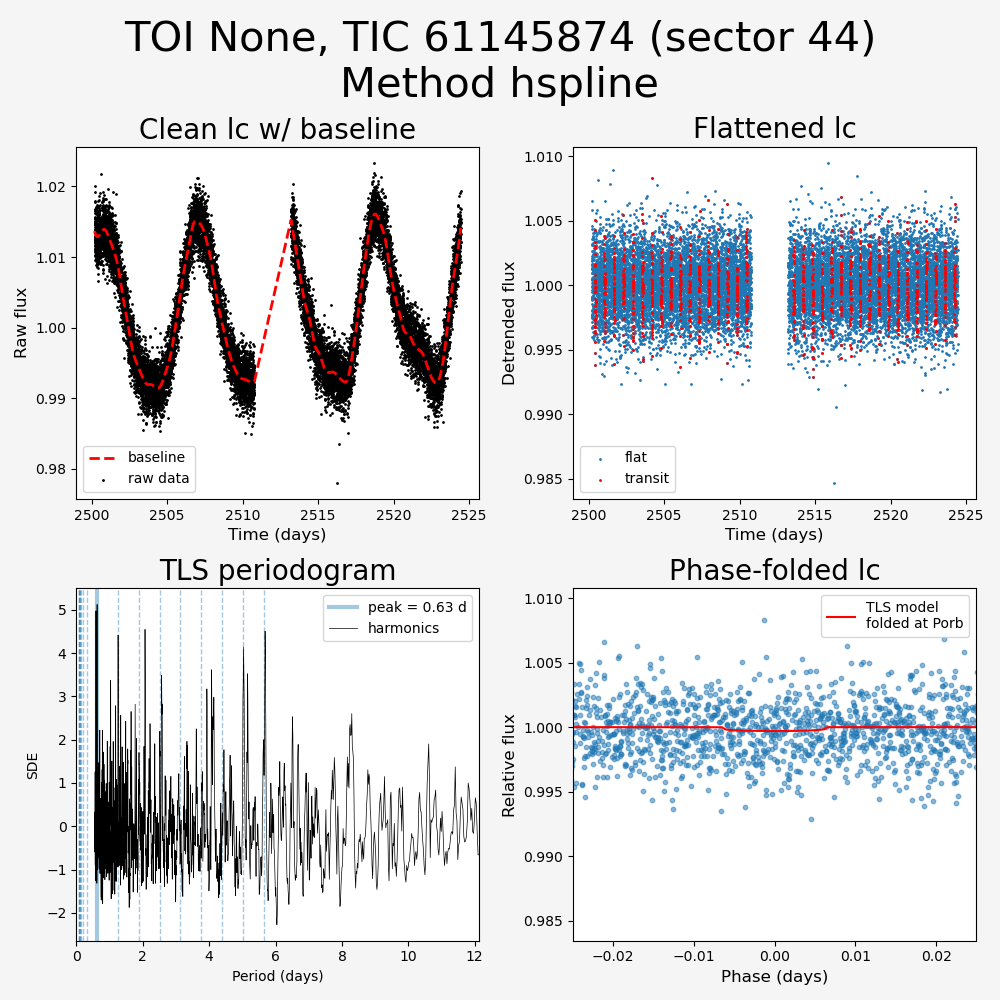 TOI None, TIC 61145874 (sector 44)
Method hspline
Clean lc w/ baseline
Raw flux
1.02
1.01
1.00
0.99
0.98
baseline
raw data
2500
2505
2510
2515
2520
2525
Time (days)
Flattened lc
Detrended flux
1.010
1.005
1.000
0.995
0.990
0.985
flat
transit
2500
2505
2510
2515
2520
2525
Time (days)
TLS periodogram
SDE
5
4
3
2
1
0
−1
−2
peak = 0.63 d
harmonics
0
2
4
6
8
10
12
Period (days)
Phase-folded lc
Relative flux
1.010
1.005
1.000
0.995
0.990
0.985
TLS model
folded at Porb
−0.02
−0.01
0.00
0.01
0.02
Phase (days)